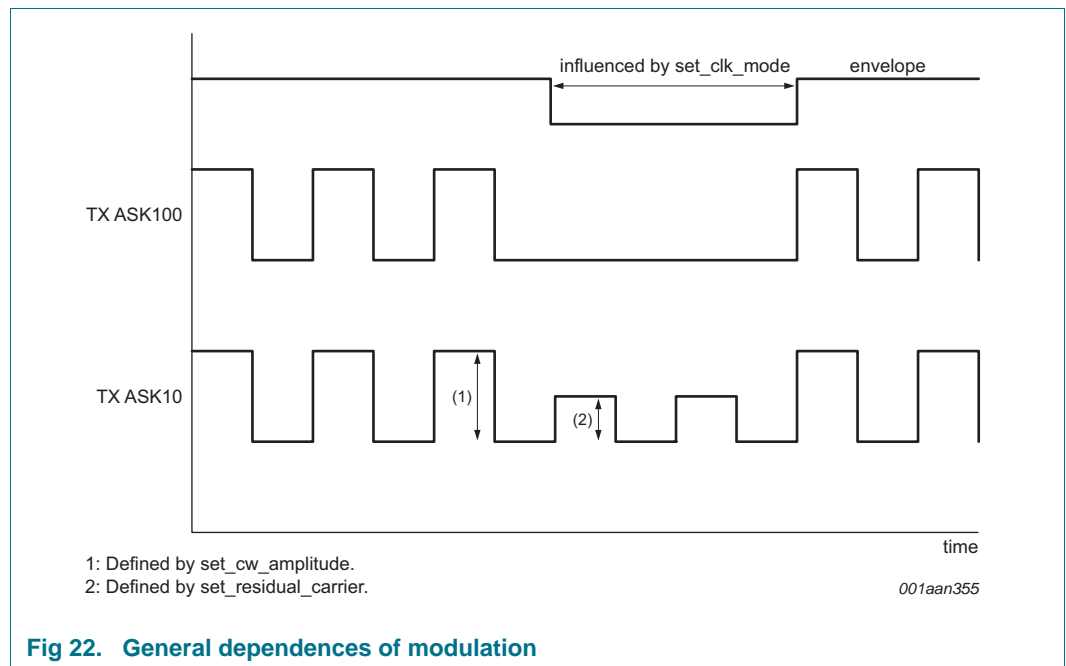 influenced by set_clk_mode envelope
TX ASK100
TX ASK10
(1)
(2)
time
1: Defined by set_cw_amplitude.
2: Defined by set_residual_carrier.
001aan355
Fig 22. General dependences of modulation